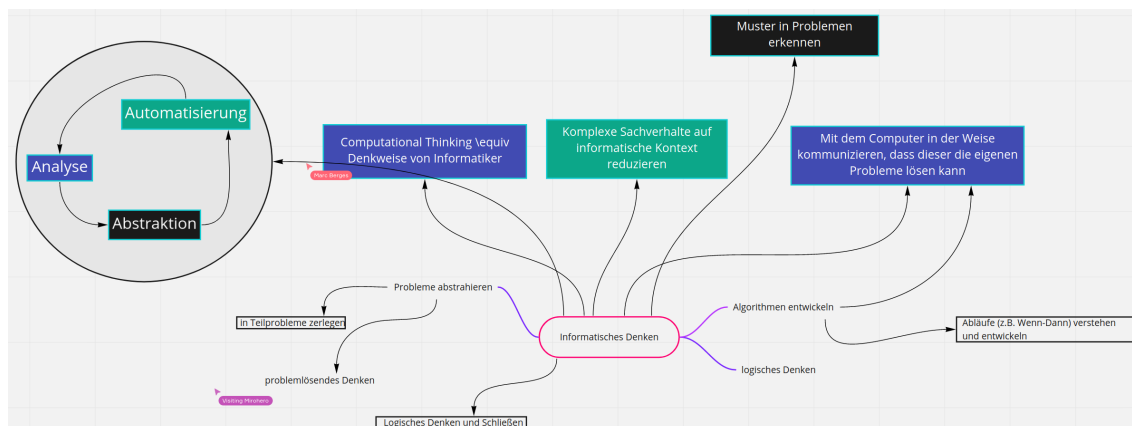 Muster in Problemen
erkennen
Automatisierung
Analyse
Abstraktion
Computational Thinking \equiv
Denkweise von Informatiker
Marc Berges
Komplexe Sachverhalte auf
informatische Kontext
reduzieren
Mit dem Computer in der Weise
kommunizieren, dass dieser die eigenen
Probleme lösen kann
Probleme abstrahieren
in Teilprobleme zerlegen
problemlösendes Denken
Visiting Mirohero
Informatisches Denken
Algorithmen entwickeln
Abläufe (z.B. Wenn-Dann) verstehen
und entwickeln
logisches Denken
Logisches Denken und Schließen